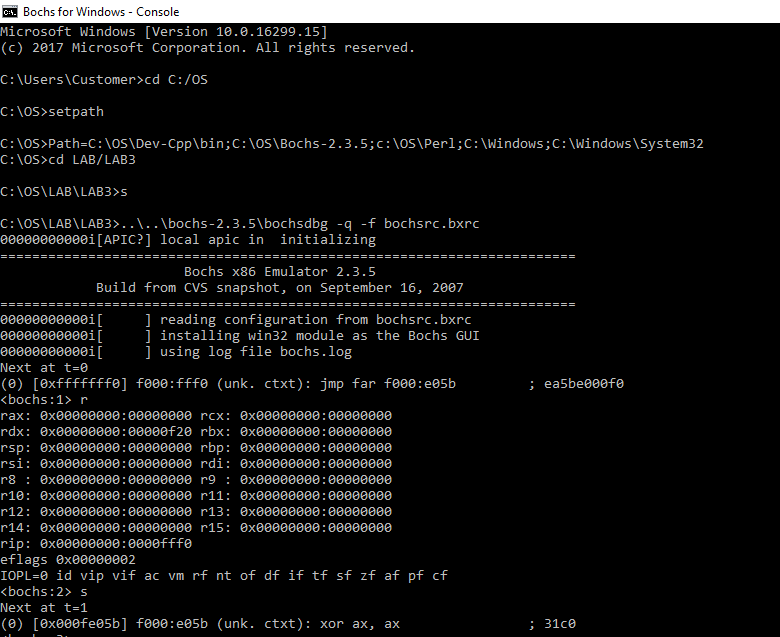 Bochs for Windows - Console
Microsoft Windows [Version 10.0.16299.15]
(c) 2017 Microsoft Corporation. All rights reserved.
C:\Users\Customer>cd C:/OS
C:\OS>setpath
C:\OS>Path=C:\OS\Dev-Cpp\bin;C:\OS\Bochs-2.3.5;c:\OS\Perl;C:\Windows;C:\Windows\System32
C:\OS>cd LAB/LAB3
C:\OS\LAB\LAB3>s
C:\OS\LAB\LAB3>..\..\bochs-2.3.5\bochsdbg -q -f bochsrc.bxrc
00000000000i[APIC?] local apic in  initializing
========================================================================
Bochs x86 Emulator 2.3.5
Build from CVS snapshot, on September 16, 2007
========================================================================
00000000000i[     ] reading configuration from bochsrc.bxrc
00000000000i[     ] installing win32 module as the Bochs GUI
00000000000i[     ] using log file bochs.log
Next at t=0
(0) [0xfffffff0] f000:fff0 (unk. ctxt): jmp far f000:e05b         ; ea5be000f0
<bochs:1> r
rax: 0x00000000:00000000 rcx: 0x00000000:00000000
rdx: 0x00000000:00000f20 rbx: 0x00000000:00000000
rsp: 0x00000000:00000000 rbp: 0x00000000:00000000
rsi: 0x00000000:00000000 rdi: 0x00000000:00000000
r8 : 0x00000000:00000000 r9 : 0x00000000:00000000
r10: 0x00000000:00000000 r11: 0x00000000:00000000
r12: 0x00000000:00000000 r13: 0x00000000:00000000
r14: 0x00000000:00000000 r15: 0x00000000:00000000
rip: 0x00000000:0000fff0
eflags 0x00000002
IOPL=0 id vip vif ac vm rf nt of df if tf sf zf af pf cf
<bochs:2> s
Next at t=1
(0) [0x000fe05b] f000:e05b (unk. ctxt): xor ax, ax                ; 31c0